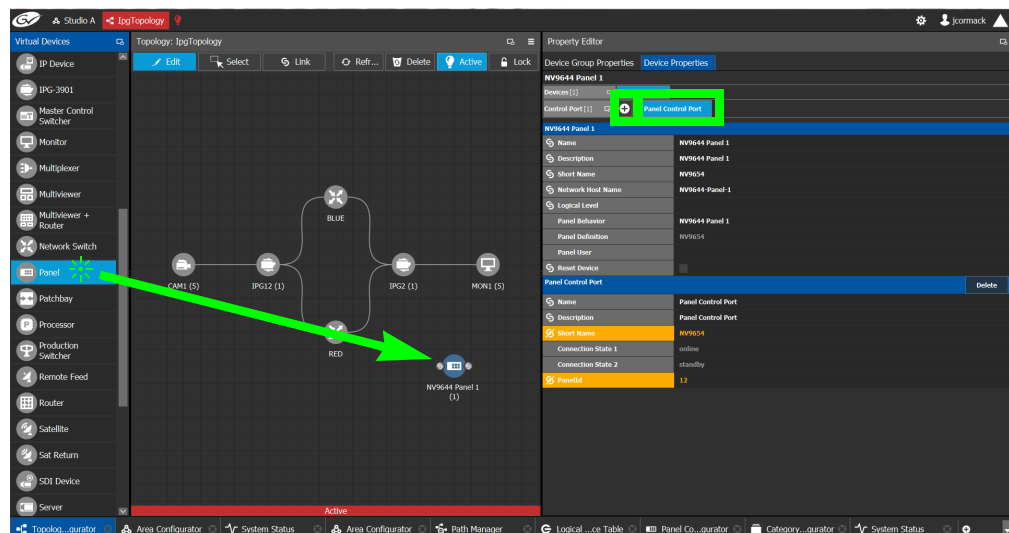 GV Studio A IpgTopology jcormack
Virtual Devices
IP Device
IPG-3901
Master Control
Switcher
Monitor
Multiplexer
Multiviewer
Multiviewer +
Router
Network Switch
Panel
Patchbay
Processor
Production
Switcher
Remote Feed
Router
Satellite
Sat Return
SDI Device
Server
Topology: IpgTopology
Edit Select Link Refr... Delete Active Lock
BLUE
CAM1 (5) IPG12 (1) IPG2 (1) MON1 (5)
RED
NV9644 Panel 1
(1)
Active
Property Editor
Device Group Properties Device Properties
NV9644 Panel 1
Devices [1]
Control Port [1] Panel Control Port
NV9644 Panel 1
Name NV9644 Panel 1
Description NV9644 Panel 1
Short Name NV9654
Network Host Name NV9644-Panel-1
Logical Level
Panel Behavior NV9644 Panel 1
Panel Definition NV9654
Panel User
Reset Device
Panel Control Port Delete
Name Panel Control Port
Description Panel Control Port
Short Name NV9654
Connection State 1 online
Connection State 2 standby
PanelId 12
Topolog...gurator Area Configurator System Status Area Configurator Path Manager Logical ...ce Table Panel Co...gurator Category...gurator System Status